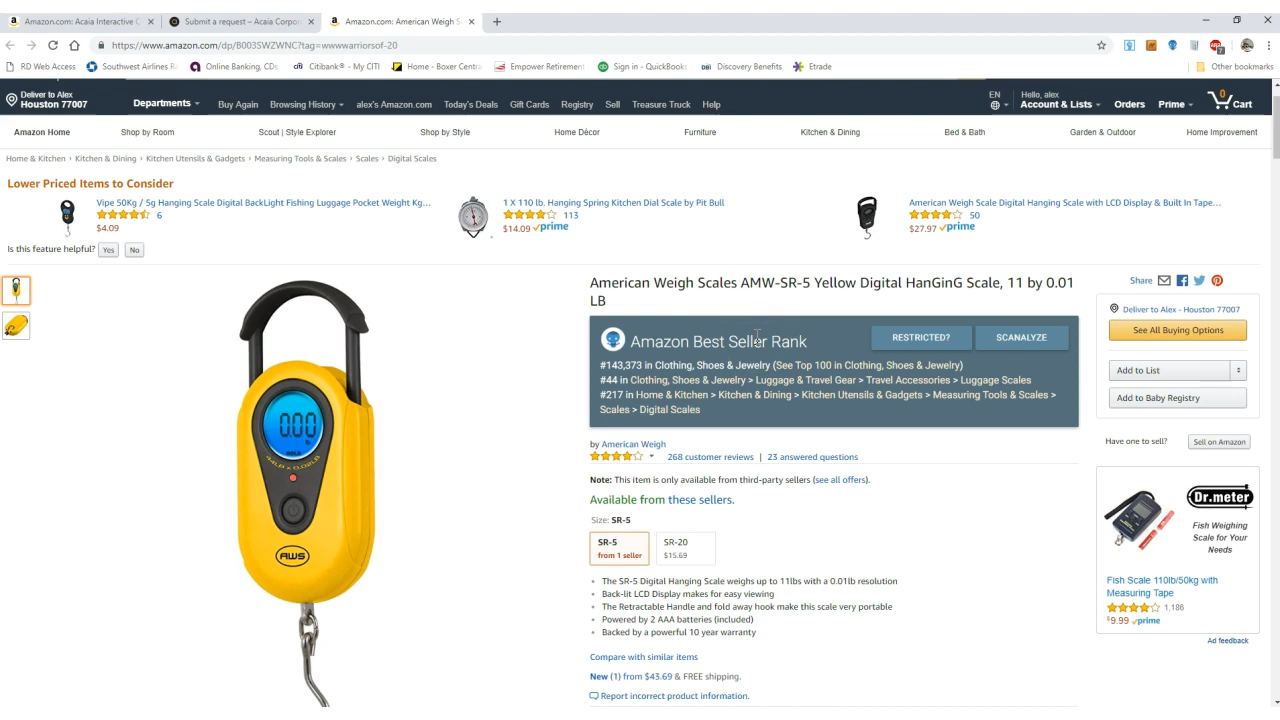 Amazon.com: Acaia Interactive C
Submit a request – Acaia Corpor
Amazon.com: American Weigh S
https://www.amazon.com/dp/B003SWZWNC?tag=wwwwarriorsof-20
RD Web Access
Southwest Airlines R
Online Banking, CDs
Citibank® - My CITI
Home - Boxer Centr
Empower Retirement
Sign in - QuickBooks
Discovery Benefits
Etrade
Other bookmarks
Deliver to Alex
Houston 77007
Departments
Buy Again
Browsing History
alex's Amazon.com
Today's Deals
Gift Cards
Registry
Sell
Treasure Truck
Help
EN
Hello, alex
Account & Lists
Orders
Prime
0
Cart
Amazon Home
Shop by Room
Scout | Style Explorer
Shop by Style
Home Décor
Furniture
Kitchen & Dining
Bed & Bath
Garden & Outdoor
Home Improvement
Home & Kitchen › Kitchen & Dining › Kitchen Utensils & Gadgets › Measuring Tools & Scales › Scales › Digital Scales
Lower Priced Items to Consider
Vipe 50Kg / 5g Hanging Scale Digital BackLight Fishing Luggage Pocket Weight Kg...
6
$4.09
1 X 110 lb. Hanging Spring Kitchen Dial Scale by Pit Bull
113
$14.09 prime
American Weigh Scale Digital Hanging Scale with LCD Display & Built In Tape...
50
$27.97 prime
Is this feature helpful? Yes No
American Weigh Scales AMW-SR-5 Yellow Digital HanGinG Scale, 11 by 0.01
LB
Amazon Best Seller Rank
RESTRICTED?
SCANALYZE
#143,373 in Clothing, Shoes & Jewelry (See Top 100 in Clothing, Shoes & Jewelry)
#44 in Clothing, Shoes & Jewelry > Luggage & Travel Gear > Travel Accessories > Luggage Scales
#217 in Home & Kitchen > Kitchen & Dining > Kitchen Utensils & Gadgets > Measuring Tools & Scales >
Scales > Digital Scales
by American Weigh
268 customer reviews | 23 answered questions
Note: This item is only available from third-party sellers (see all offers).
Available from these sellers.
Size: SR-5
SR-5
from 1 seller
SR-20
$15.69
The SR-5 Digital Hanging Scale weighs up to 11lbs with a 0.01lb resolution
Back-lit LCD Display makes for easy viewing
The Retractable Handle and fold away hook make this scale very portable
Powered by 2 AAA batteries (included)
Backed by a powerful 10 year warranty
Compare with similar items
New (1) from $43.69 & FREE shipping.
Report incorrect product information.
0.00
lb
44LB x 0.02LB
AWS
Share
Deliver to Alex - Houston 77007
See All Buying Options
Add to List
Add to Baby Registry
Have one to sell?
Sell on Amazon
Dr.meter
Fish Weighing
Scale for Your
Needs
Fish Scale 110lb/50kg with
Measuring Tape
1,186
$9.99 prime
Ad feedback